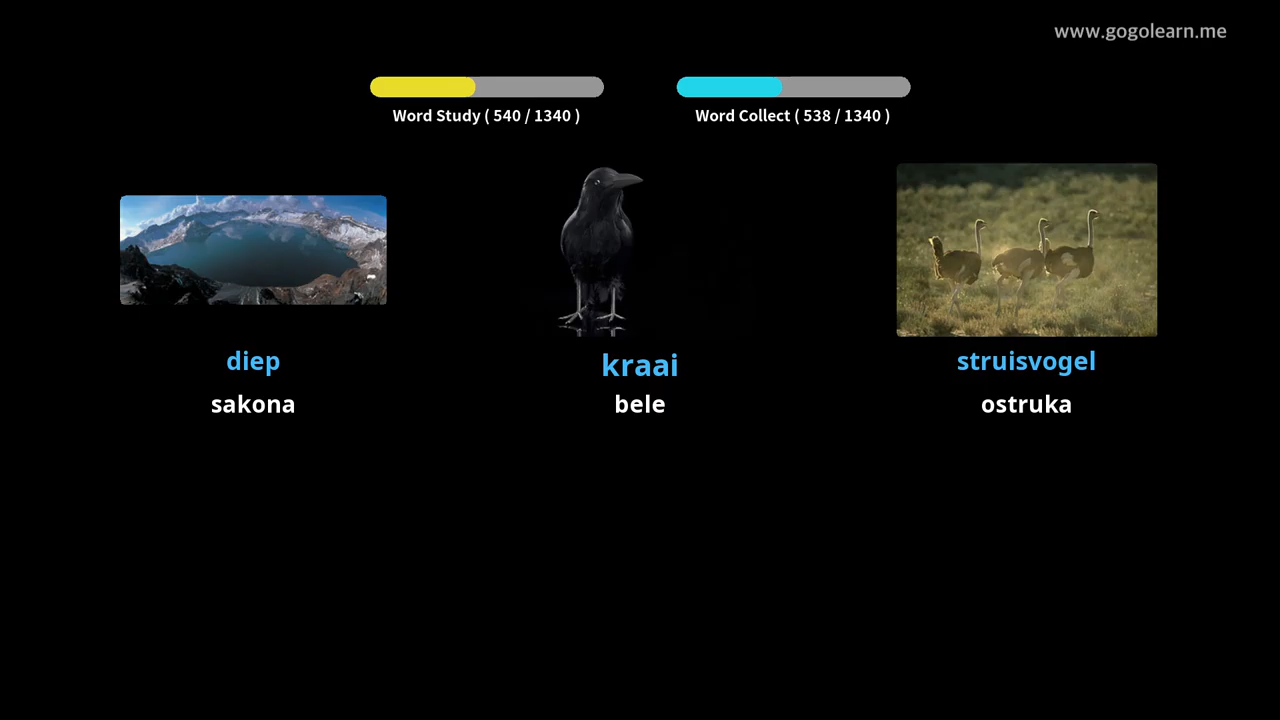 www.gogolearn.me
Word Study ( 540 / 1340 )
Word Collect ( 538 / 1340 )
diep
kraai
struisvogel
sakona
bele
ostruka